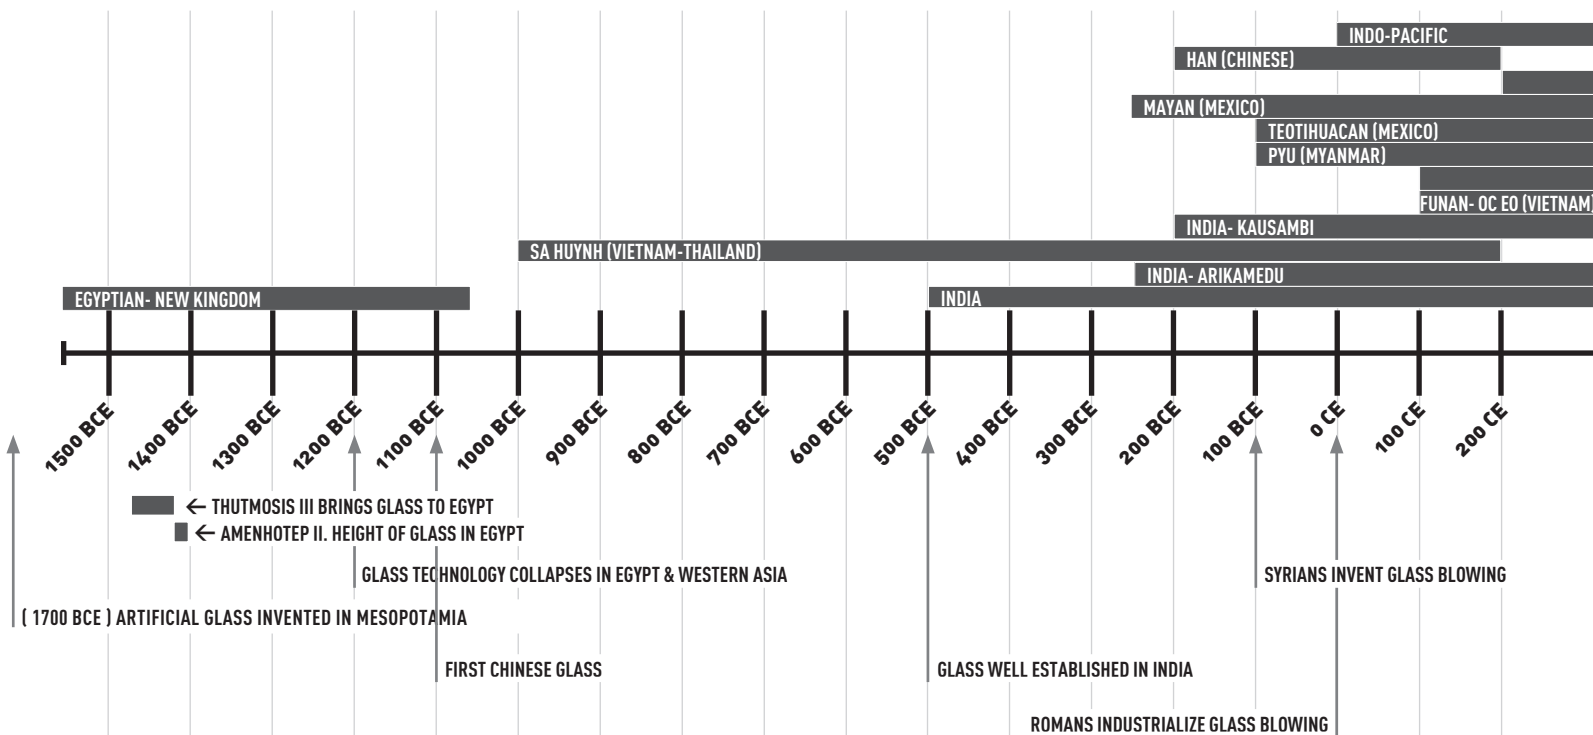 INDO-PACIFIC
HAN (CHINESE)
MAYAN (MEXICO)
TEOTIHUACAN (MEXICO)
PYU (MYANMAR)
FUNAN- OC EO (VIETNAM)
INDIA- KAUSAMBI
SA HUYNH (VIETNAM-THAILAND)
INDIA- ARIKAMEDU
EGYPTIAN- NEW KINGDOM
INDIA
1500 BCE
1400 BCE
1300 BCE
1200 BCE
1100 BCE
1000 BCE
900 BCE
800 BCE
700 BCE
600 BCE
500 BCE
400 BCE
300 BCE
200 BCE
100 BCE
0 CE
100 CE
200 CE
← THUTMOSIS III BRINGS GLASS TO EGYPT
← AMENHOTEP II. HEIGHT OF GLASS IN EGYPT
GLASS TECHNOLOGY COLLAPSES IN EGYPT & WESTERN ASIA
SYRIANS INVENT GLASS BLOWING
( 1700 BCE ) ARTIFICIAL GLASS INVENTED IN MESOPOTAMIA
FIRST CHINESE GLASS
GLASS WELL ESTABLISHED IN INDIA
ROMANS INDUSTRIALIZE GLASS BLOWING